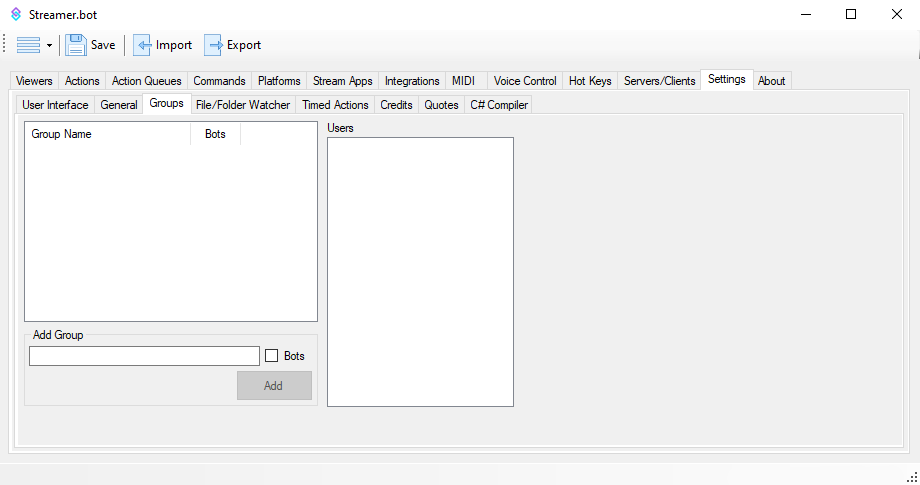 Streamer.bot
Save Import Export
Viewers Actions Action Queues Commands Platforms Stream Apps Integrations MIDI Voice Control Hot Keys Servers/Clients Settings About
User Interface General Groups File/Folder Watcher Timed Actions Credits Quotes C# Compiler
Group Name Bots
Users
Add Group
Bots
Add